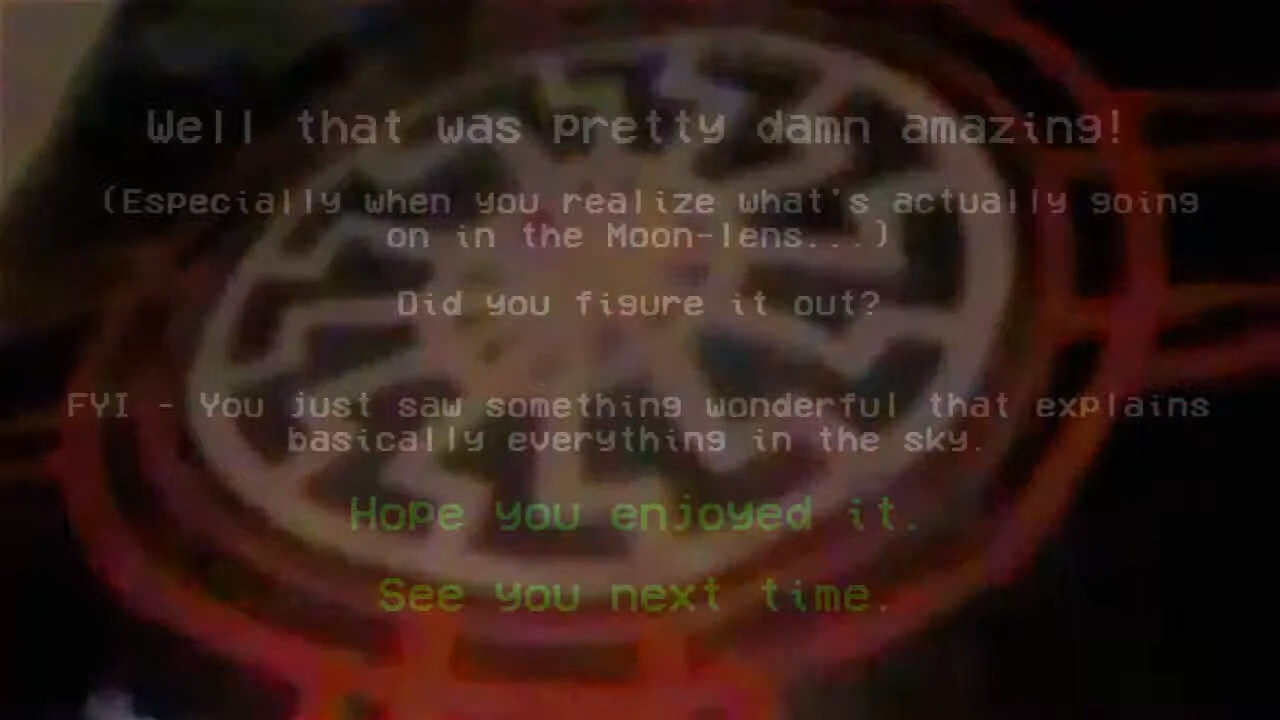 Well that was pretty damn amazing!
(Especially when you realize what's actually going
on in the Moon-lens...)
Did you figure it out?
FYI - You just saw something wonderful that explains
basically everything in the sky.
Hope you enjoyed it.
See you next time.